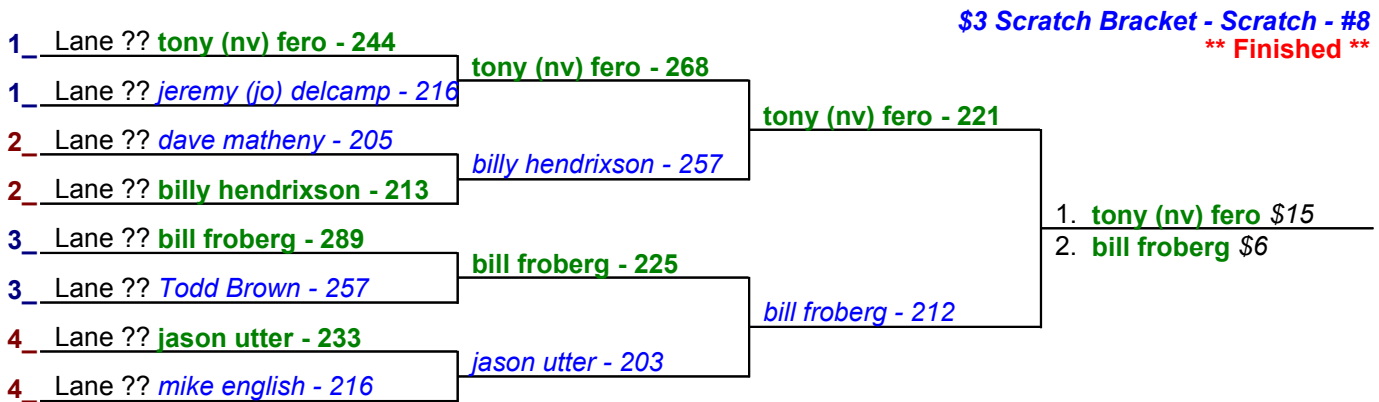 $3 Scratch Bracket - Scratch - #8
** Finished **
1_ Lane ?? tony (nv) fero - 244
1_ Lane ?? jeremy (jo) delcamp - 216
2_ Lane ?? dave matheny - 205
2_ Lane ?? billy hendrixson - 213
3_ Lane ?? bill froberg - 289
3_ Lane ?? Todd Brown - 257
4_ Lane ?? jason utter - 233
4_ Lane ?? mike english - 216
tony (nv) fero - 268
billy hendrixson - 257
bill froberg - 225
jason utter - 203
tony (nv) fero - 221
bill froberg - 212
1. tony (nv) fero $15
2. bill froberg $6